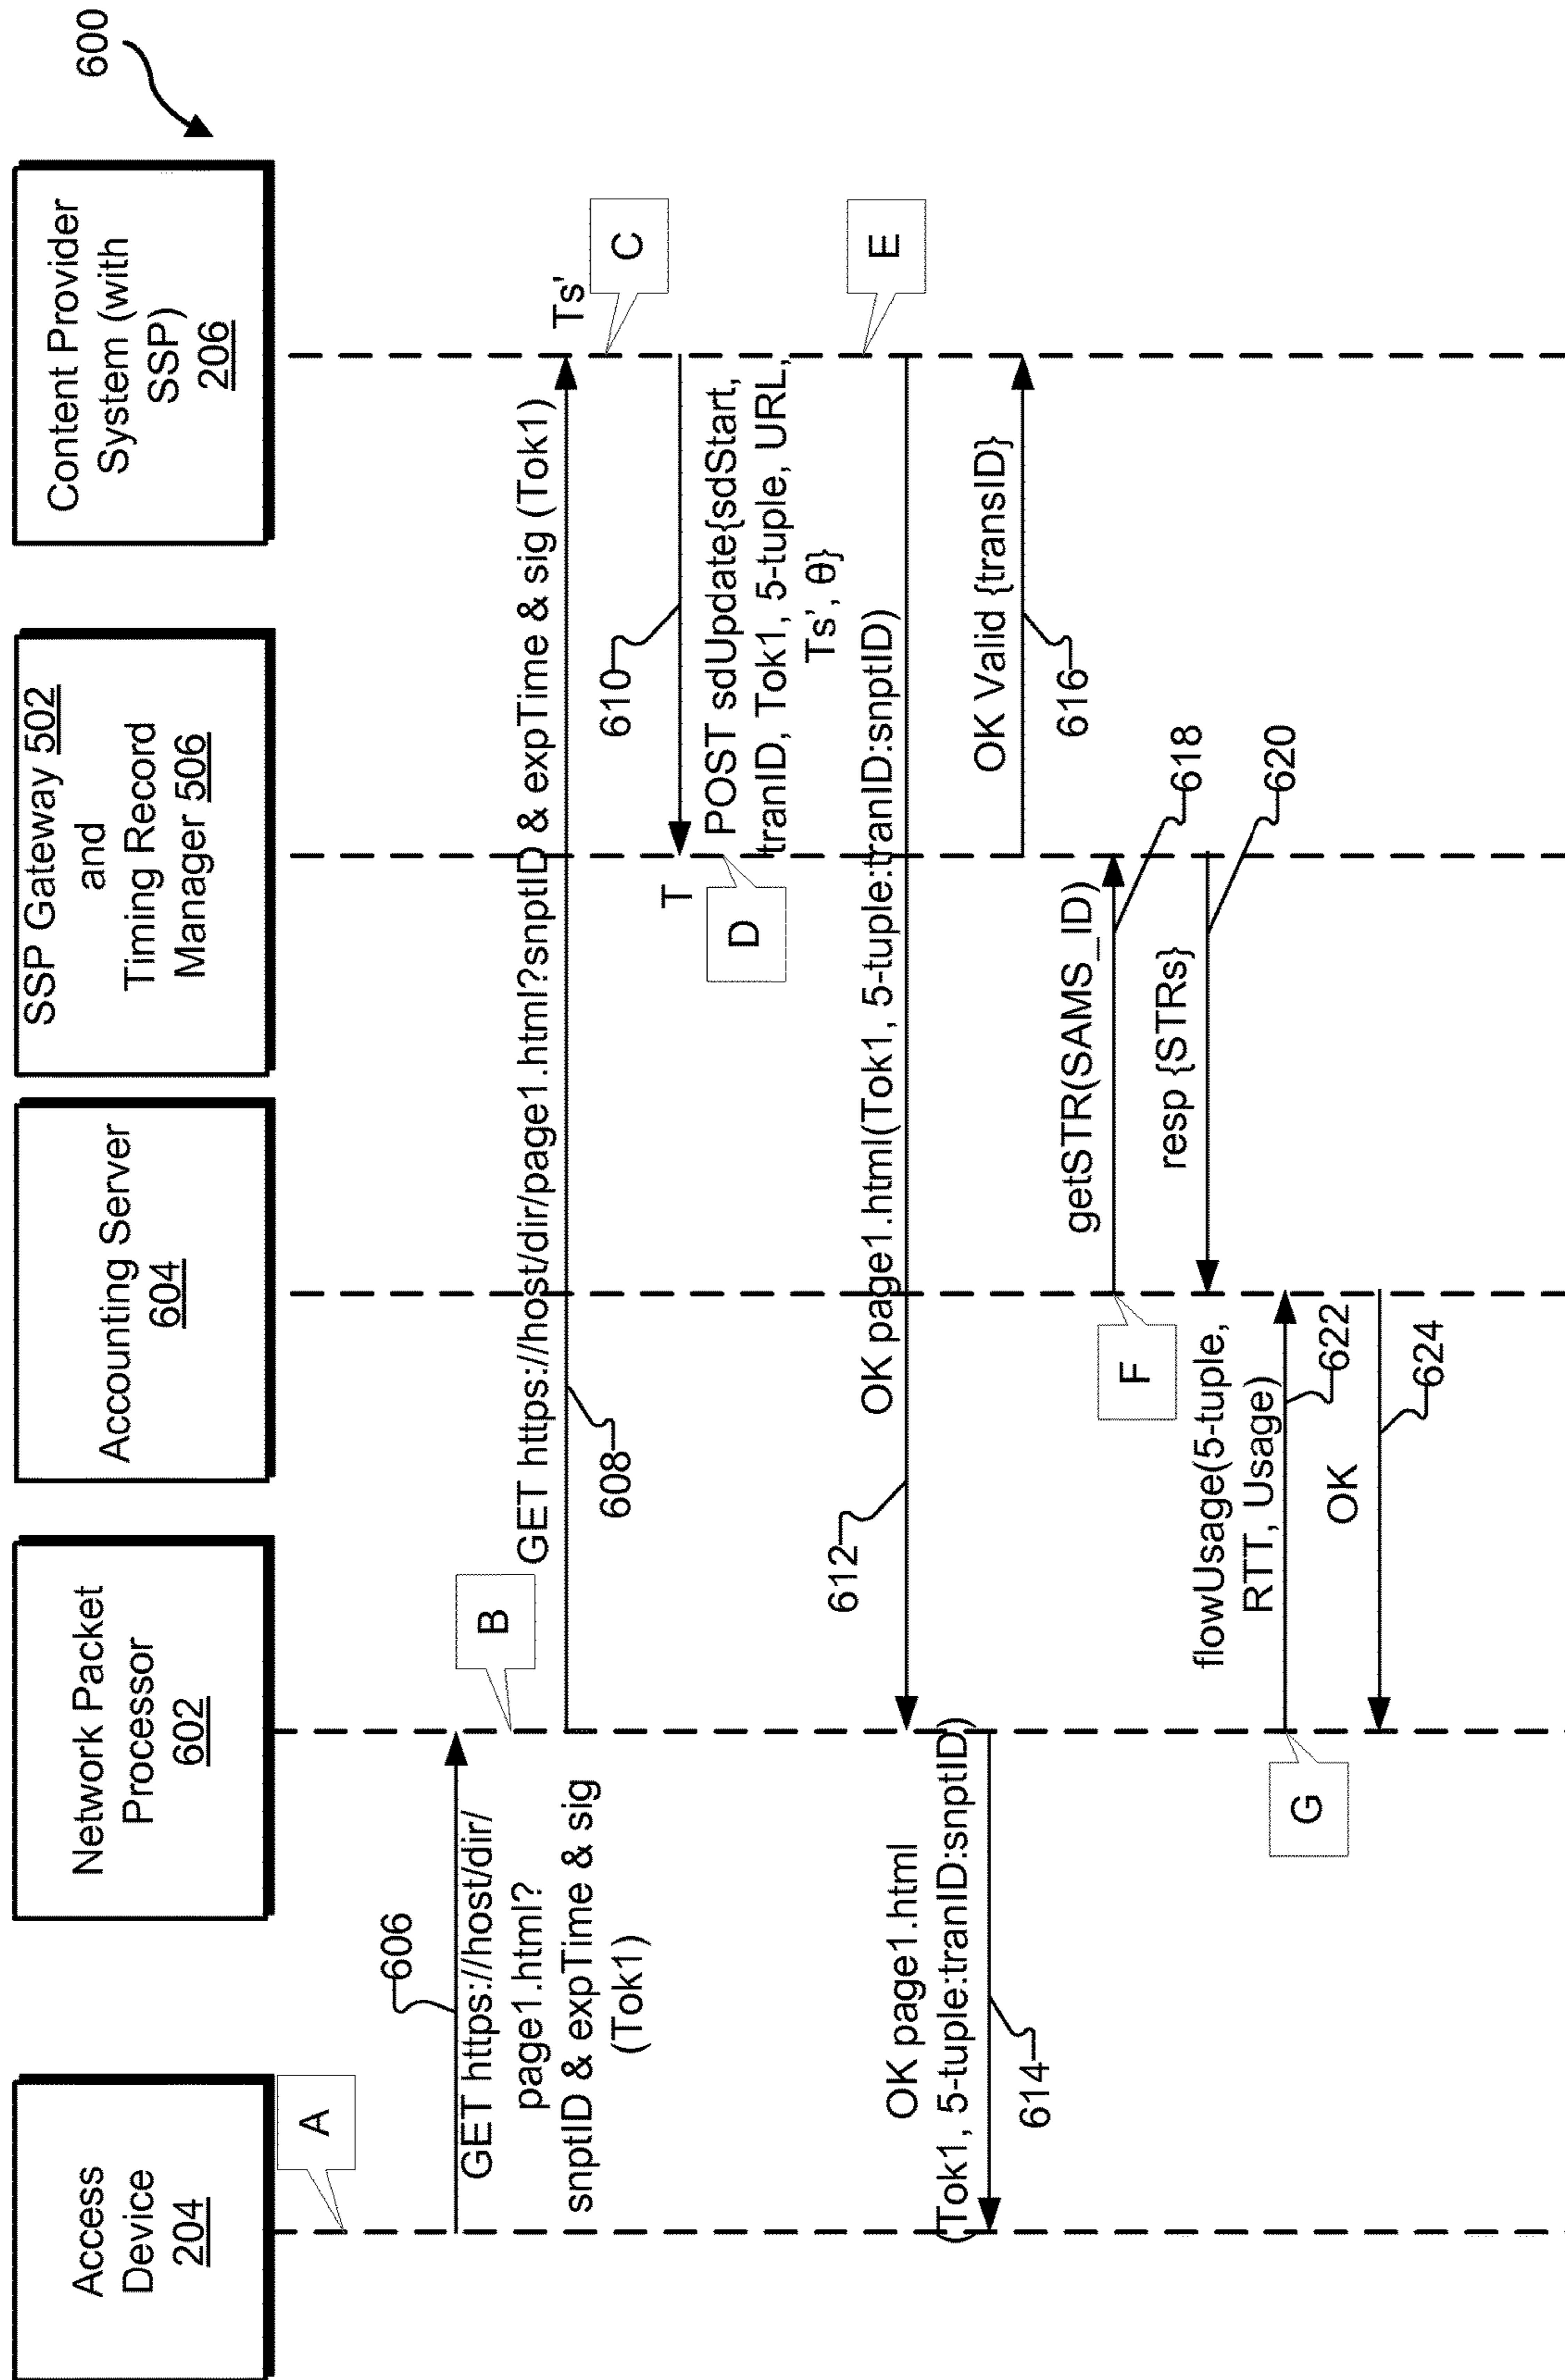 600
Access
Device
204
Network Packet
Processor
602
Accounting Server
604
SSP Gateway 502
and
Timing Record
Manager 506
Content Provider
System (with
SSP)
206
A
606
GET https://host/dir/
page1.html?
snptID & expTime & sig
(Tok1)
B
GET https://host/dir/page1.html?snptID & expTime & sig (Tok1)
608
Ts'
C
610
T
POST sdUpdate{sdStart,
tranID, Tok1, 5-tuple, URL,
Ts', θ}
D
E
OK page1.html(Tok1, 5-tuple:tranID:snptID)
612
OK page1.html
(Tok1, 5-tuple:tranID:snptID)
614
OK Valid {transID}
616
getSTR(SAMS_ID)
618
F
resp {STRs}
620
flowUsage(5-tuple,
RTT, Usage)
622
G
OK
624